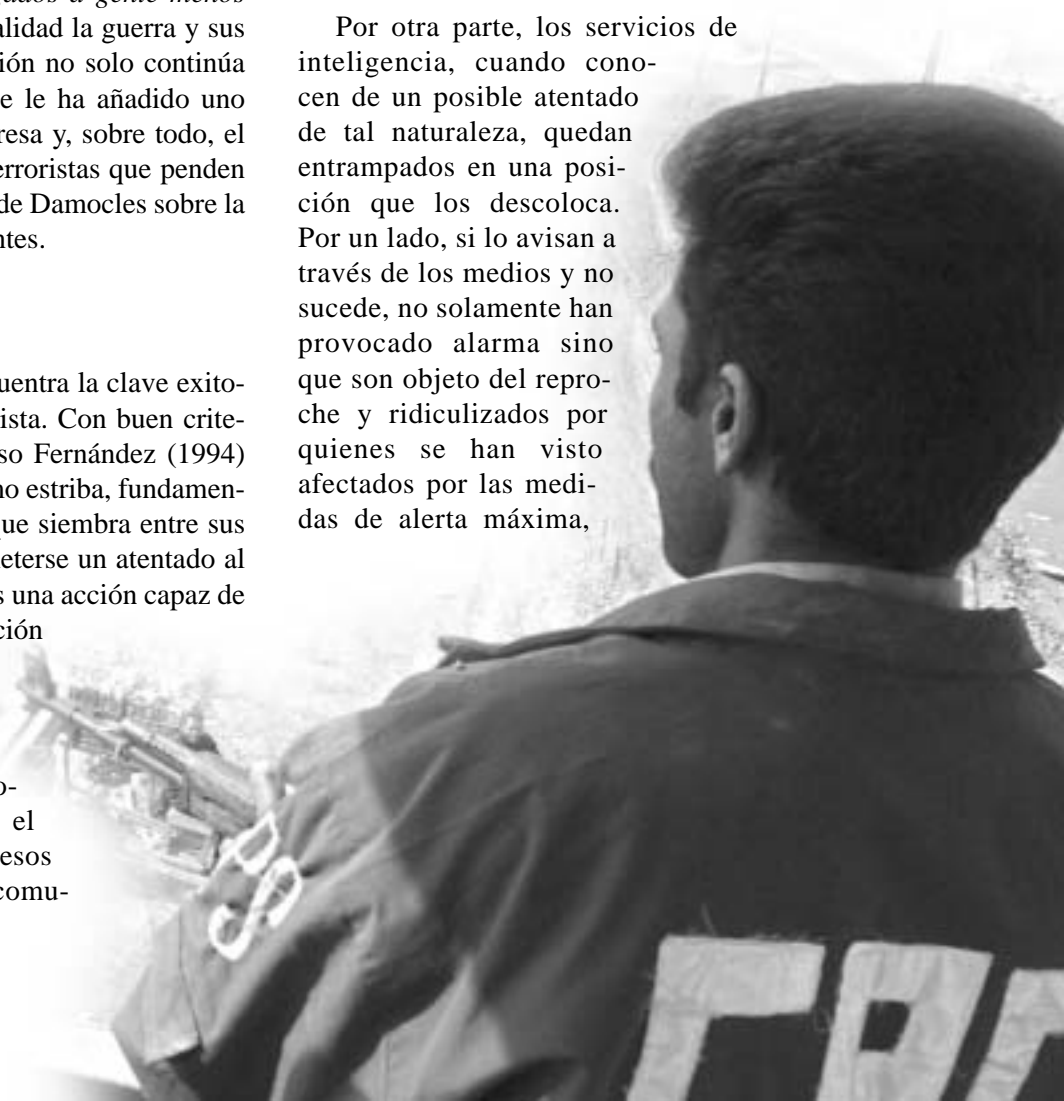 gados a gente menos
alidad la guerra y sus
ión no solo continúa
e le ha añadido uno
resa y, sobre todo, el
erroristas que penden
de Damocles sobre la
ntes.
uentra la clave exito-
ista. Con buen crite-
so Fernández (1994)
no estriba, fundamen-
que siembra entre sus
eterse un atentado al
s una acción capaz de
ción
o-
el
esos
comu-
Por otra parte, los servicios de
inteligencia, cuando cono-
cen de un posible atentado
de tal naturaleza, quedan
entrampados en una posi-
ción que los descoloca.
Por un lado, si lo avisan a
través de los medios y no
sucede, no solamente han
provocado alarma sino
que son objeto del repro-
che y ridiculizados por
quienes se han visto
afectados por las medi-
das de alerta máxima,